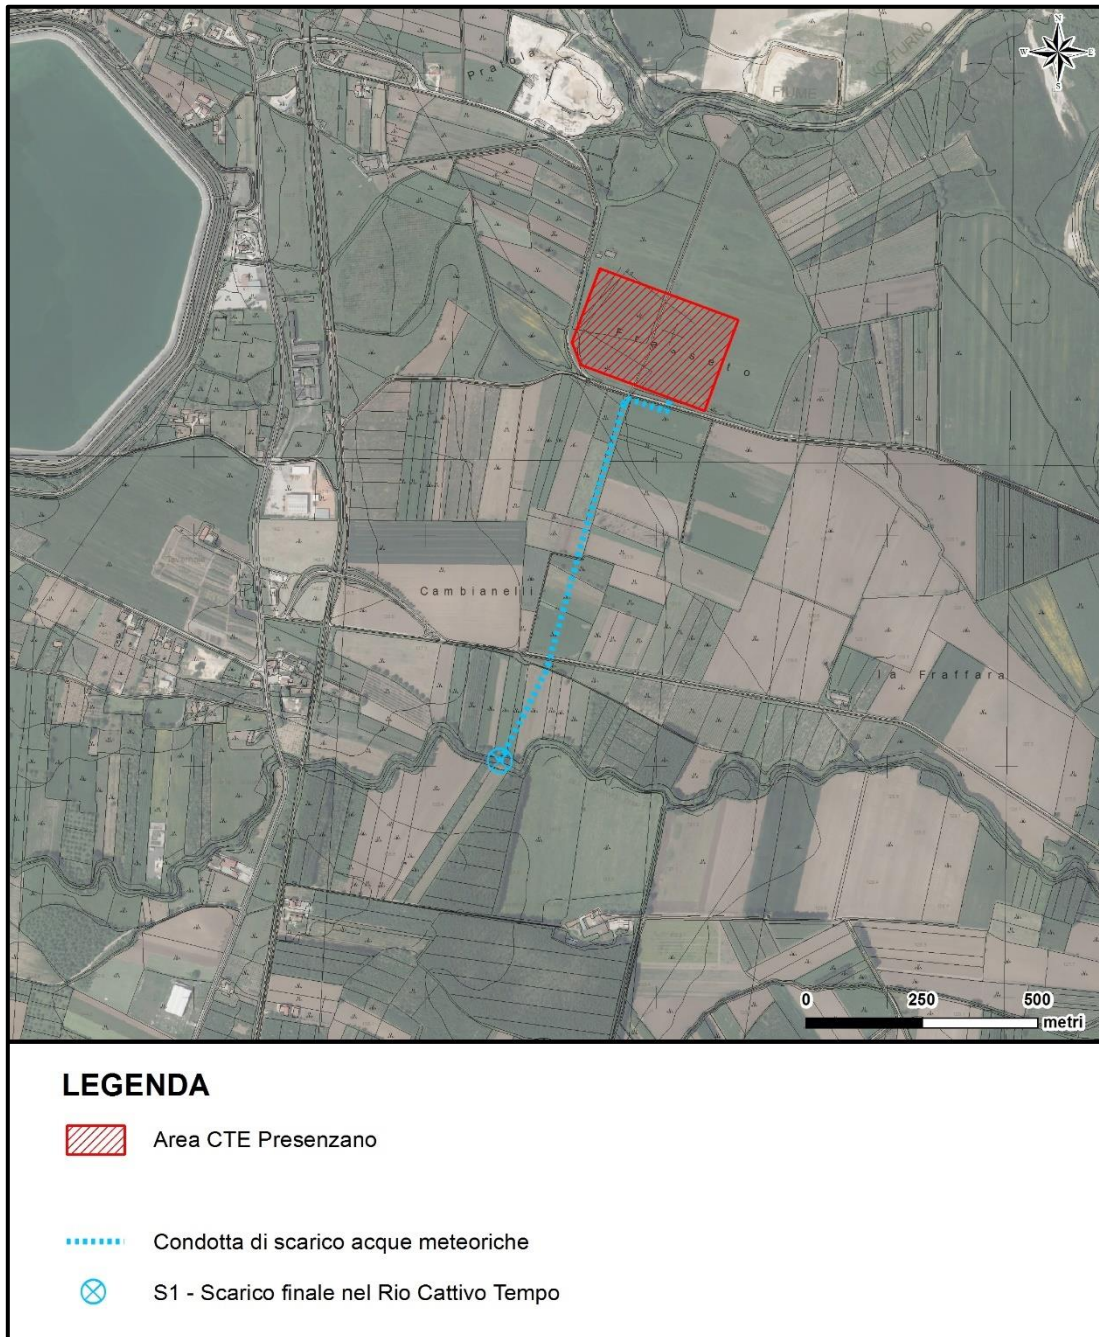 N
W E
S
Pratola
VOLTURNO
FIUME
Frasseto
Cambianelli
la Fraffara
0 250 500
metri
LEGENDA
Area CTE Presenzano
Condotta di scarico acque meteoriche
S1 - Scarico finale nel Rio Cattivo Tempo